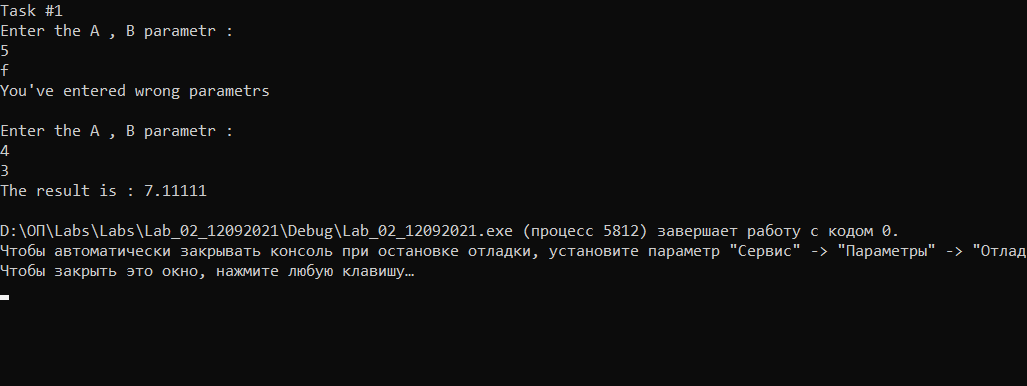 Task #1
Enter the A , B parametr :
5
f
You've entered wrong parametrs
Enter the A , B parametr :
4
3
The result is : 7.11111
D:\ОП\Labs\Labs\Lab_02_12092021\Debug\Lab_02_12092021.exe (процесс 5812) завершает работу с кодом 0.
Чтобы автоматически закрывать консоль при остановке отладки, установите параметр "Сервис" -> "Параметры" -> "Отлад
Чтобы закрыть это окно, нажмите любую клавишу…